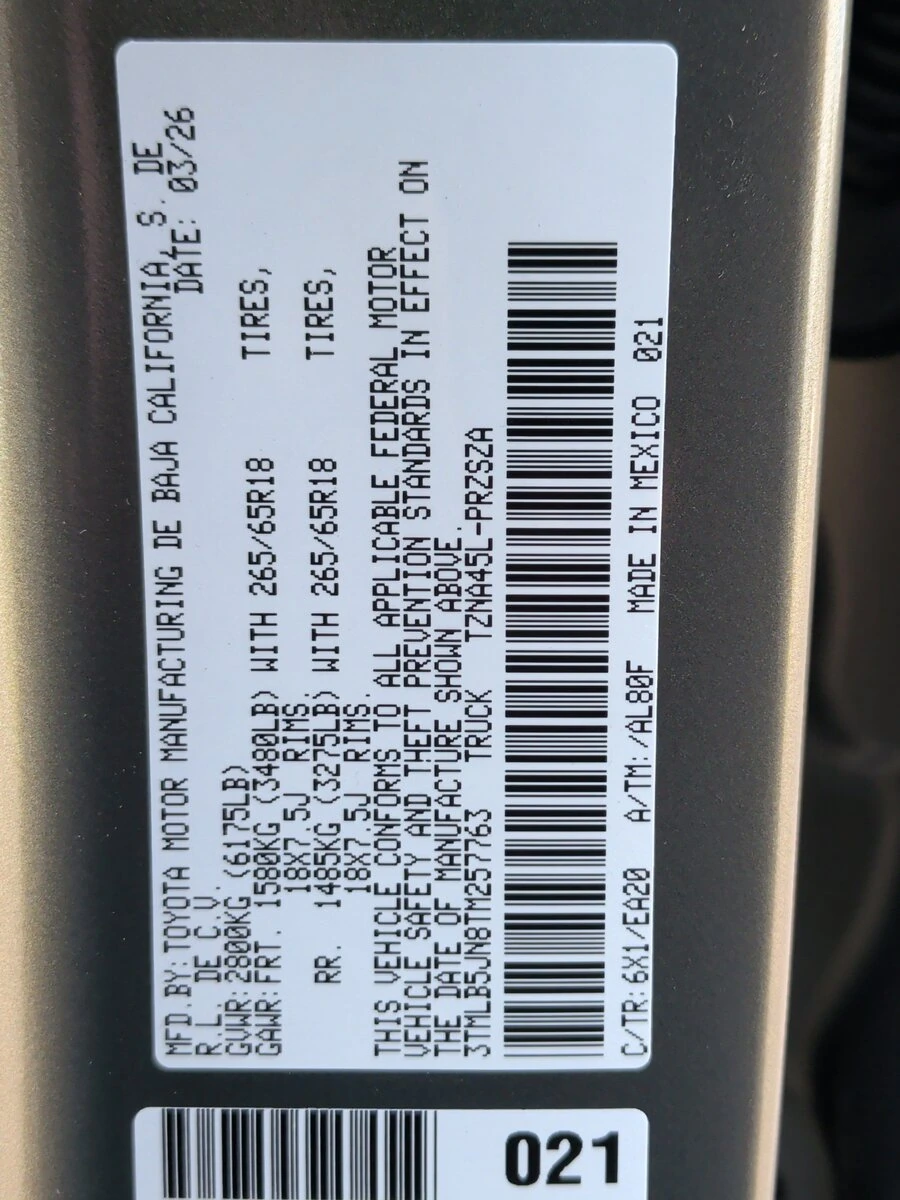 MFD.BY:TOYOTA MOTOR MANUFACTURING DE BAJA CALIFORNIA,S. DE
R.L. DE C.V. DATE: 03/26
GVWR:2800KG (6175LB)
GAWR:FRT. 1580KG (3480LB) WITH 265/65R18 TIRES,
18X7.5J RIMS.
RR. 1485KG (3275LB) WITH 265/65R18 TIRES,
18X7.5J RIMS.
THIS VEHICLE CONFORMS TO ALL APPLICABLE FEDERAL MOTOR
VEHICLE SAFETY AND THEFT PREVENTION STANDARDS IN EFFECT ON
THE DATE OF MANUFACTURE SHOWN ABOVE.
3TMLB5JN8TM257763 TRUCK TZNA45L-PRZSZA
C/TR:6X1/EA20 A/TM:/AL80F MADE IN MEXICO 021
021